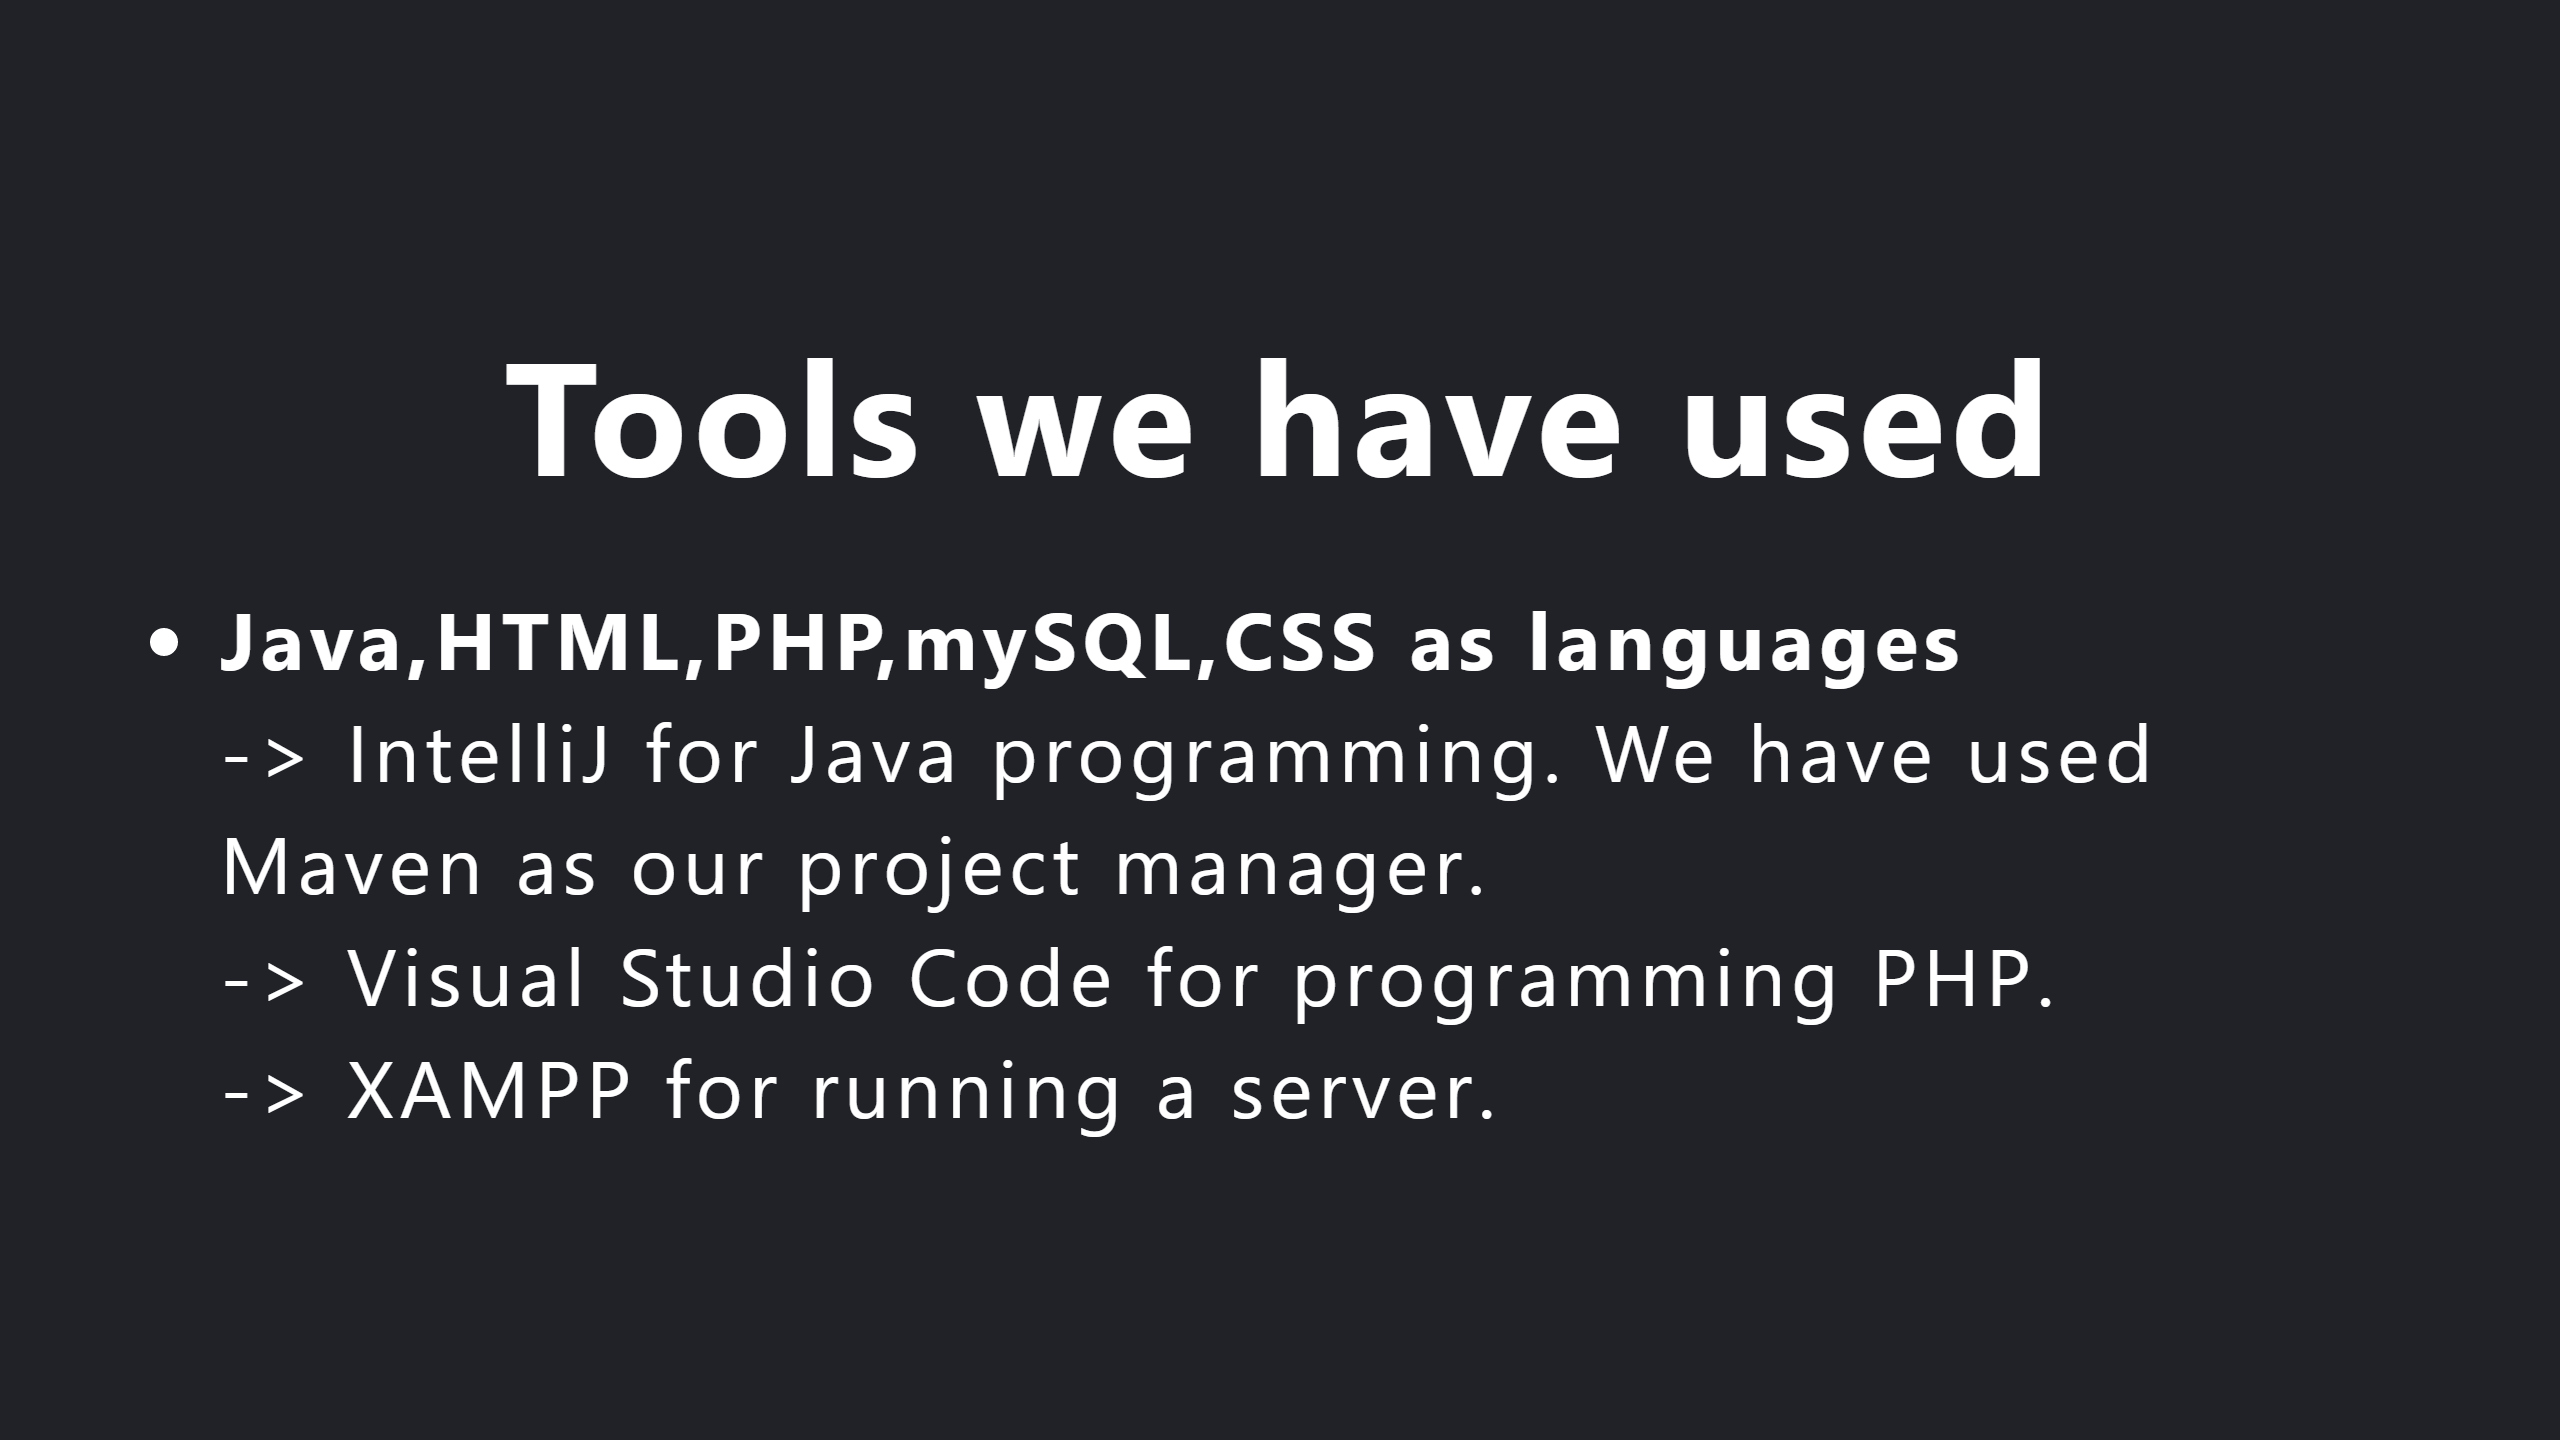 Tools we have used
• Java,HTML,PHP,mySQL,CSS as languages
-> IntelliJ for Java programming. We have used
Maven as our project manager.
-> Visual Studio Code for programming PHP.
-> XAMPP for running a server.